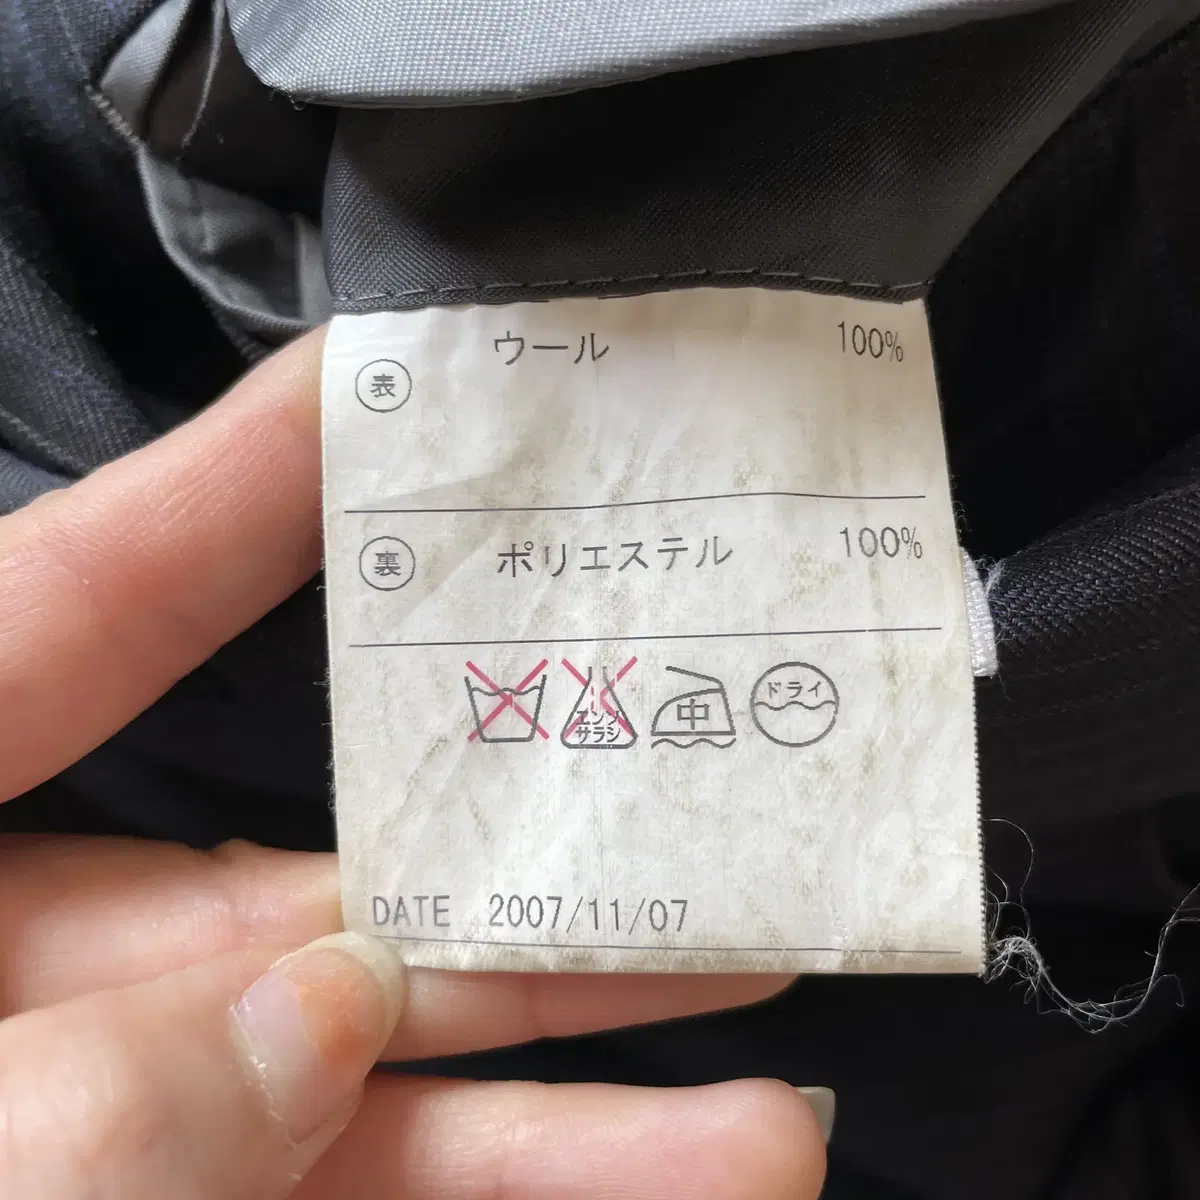 表 ウール 100%
裏 ポリエステル 100%
エンソ
サラシ
中
ドライ
DATE 2007/11/07